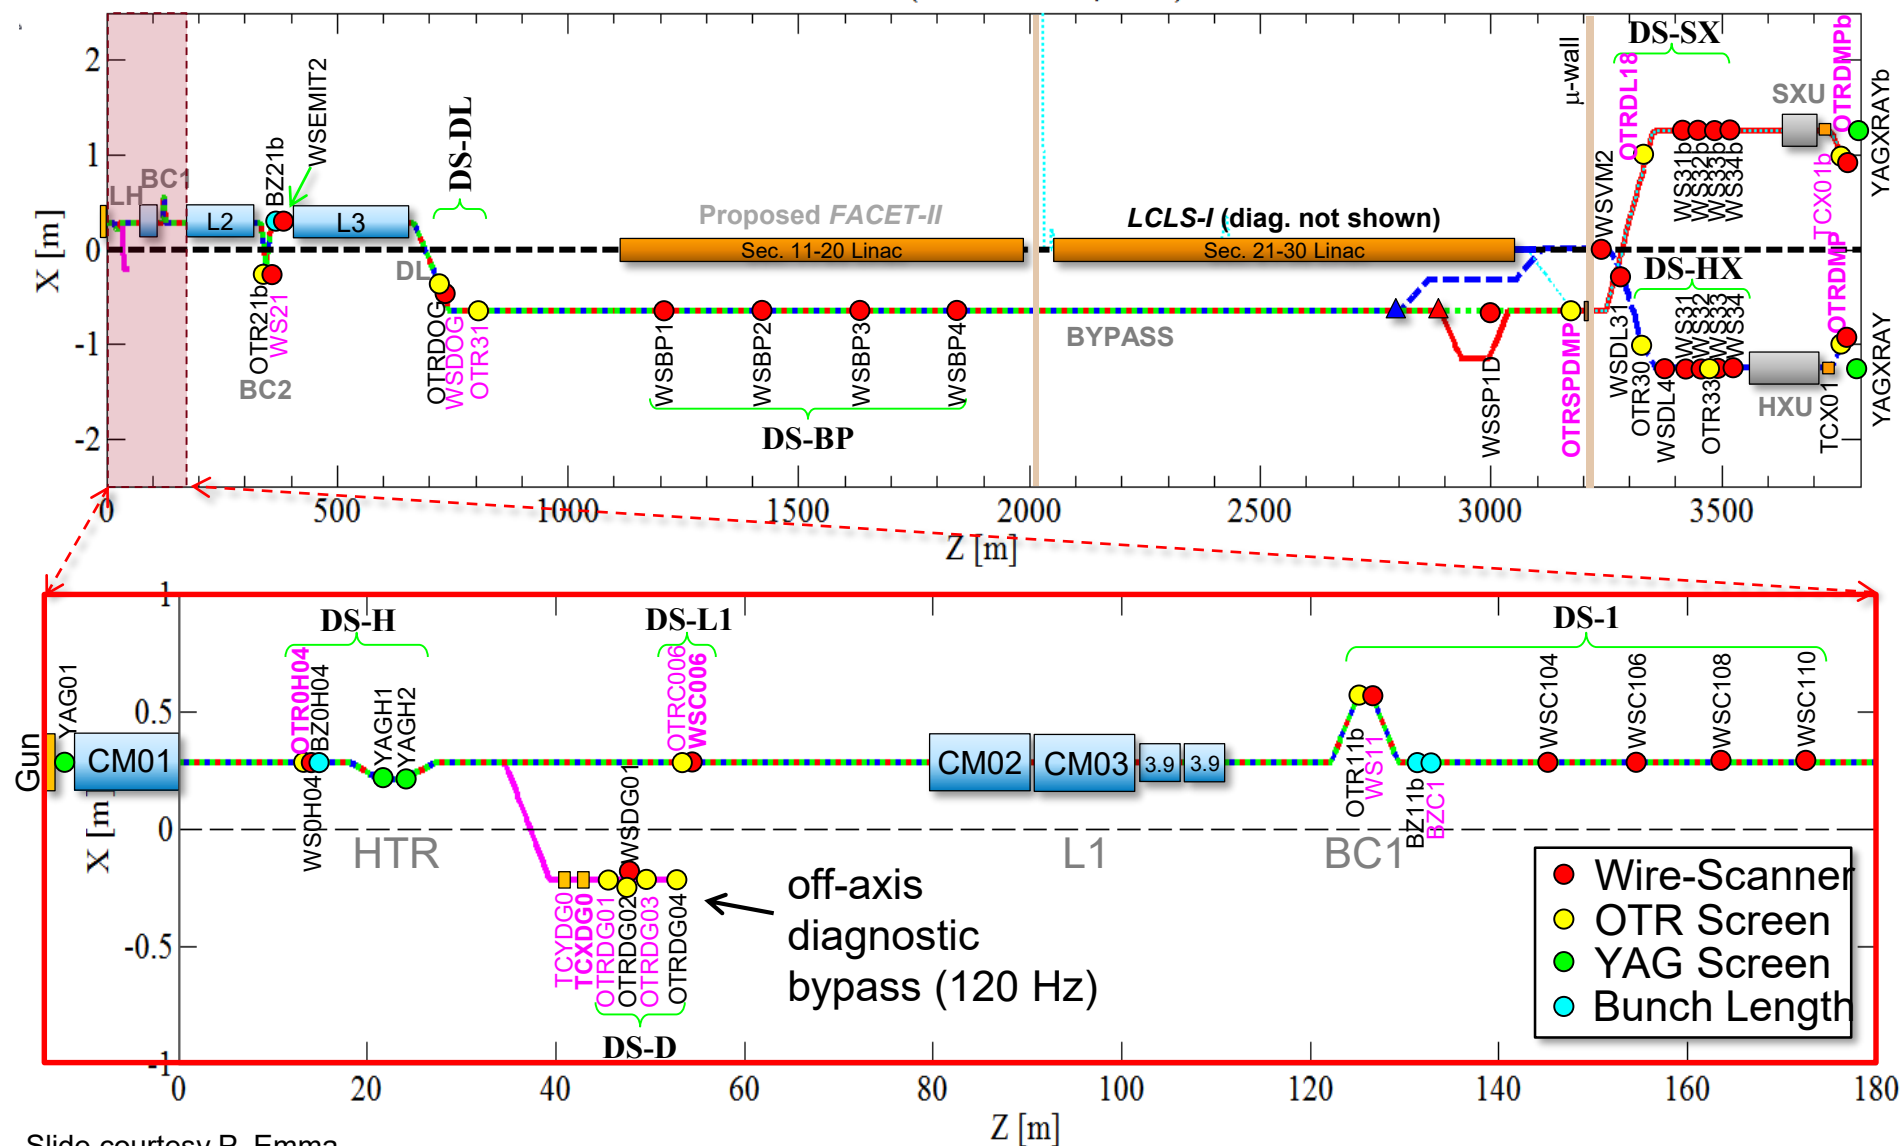 DS-SX
OTRDMPb
2
μ-wall
OTRDL18
SXU
YAGXRAYb
WSEMIT2
BZ21b
DS-DL
1
BC1
LH
WSVM2
WS31b
WS32b
WS33b
WS34b
TCX01b
X [m]
L2
L3
Proposed FACET-II
LCLS-I (diag. not shown)
0
Sec. 11-20 Linac
Sec. 21-30 Linac
DL
DS-HX
OTRDMP
OTR21b
WS21
OTRDOG
WSDOG
OTR31
-1
WSBP1
WSBP2
WSBP3
WSBP4
BYPASS
WSSP1D
OTRSPDMP
WSDL31
OTR30
WSDL4
WS31
WS32
WS33
WS34
OTR33
HXU
TCX01
YAGXRAY
BC2
-2
DS-BP
0
500
1000
1500
2000
2500
3000
3500
Z [m]
1
DS-H
DS-L1
DS-1
YAG01
OTR0H04
BZ0H04
YAGH1
YAGH2
OTRC006
WSC006
WSC104
WSC106
WSC108
WSC110
0.5
Gun
CM01
CM02
CM03
3.9
3.9
X [m]
WS0H04
WSDG01
OTR11b
WS11
BZ11b
BZC1
0
HTR
L1
BC1
off-axis
diagnostic
bypass (120 Hz)
TCYDG0
TCXDG0
OTRDG01
OTRDG02
OTRDG03
OTRDG04
-0.5
Wire-Scanner
OTR Screen
YAG Screen
Bunch Length
DS-D
-1
0
20
40
60
80
100
120
140
160
180
Z [m]
Slide courtesy P. Emma